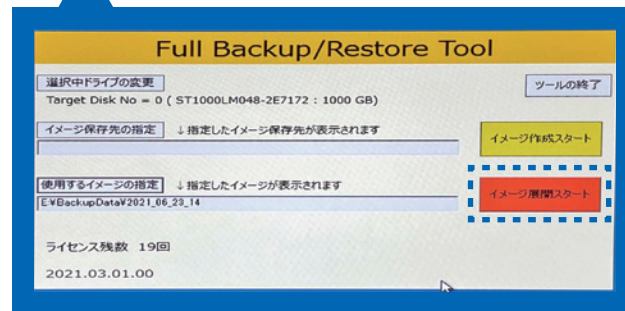 Full Backup/Restore Tool
選択中ドライブの変更
ツールの終了
Target Disk No = 0 ( ST1000LM048-2E7172 : 1000 GB)
イメージ保存先の指定 ↓指定したイメージ保存先が表示されます
イメージ作成スタート
使用するイメージの指定 ↓指定したイメージが表示されます
E:¥BackupData¥2021_06_23_14
イメージ展開スタート
ライセンス残数 19回
2021.03.01.00